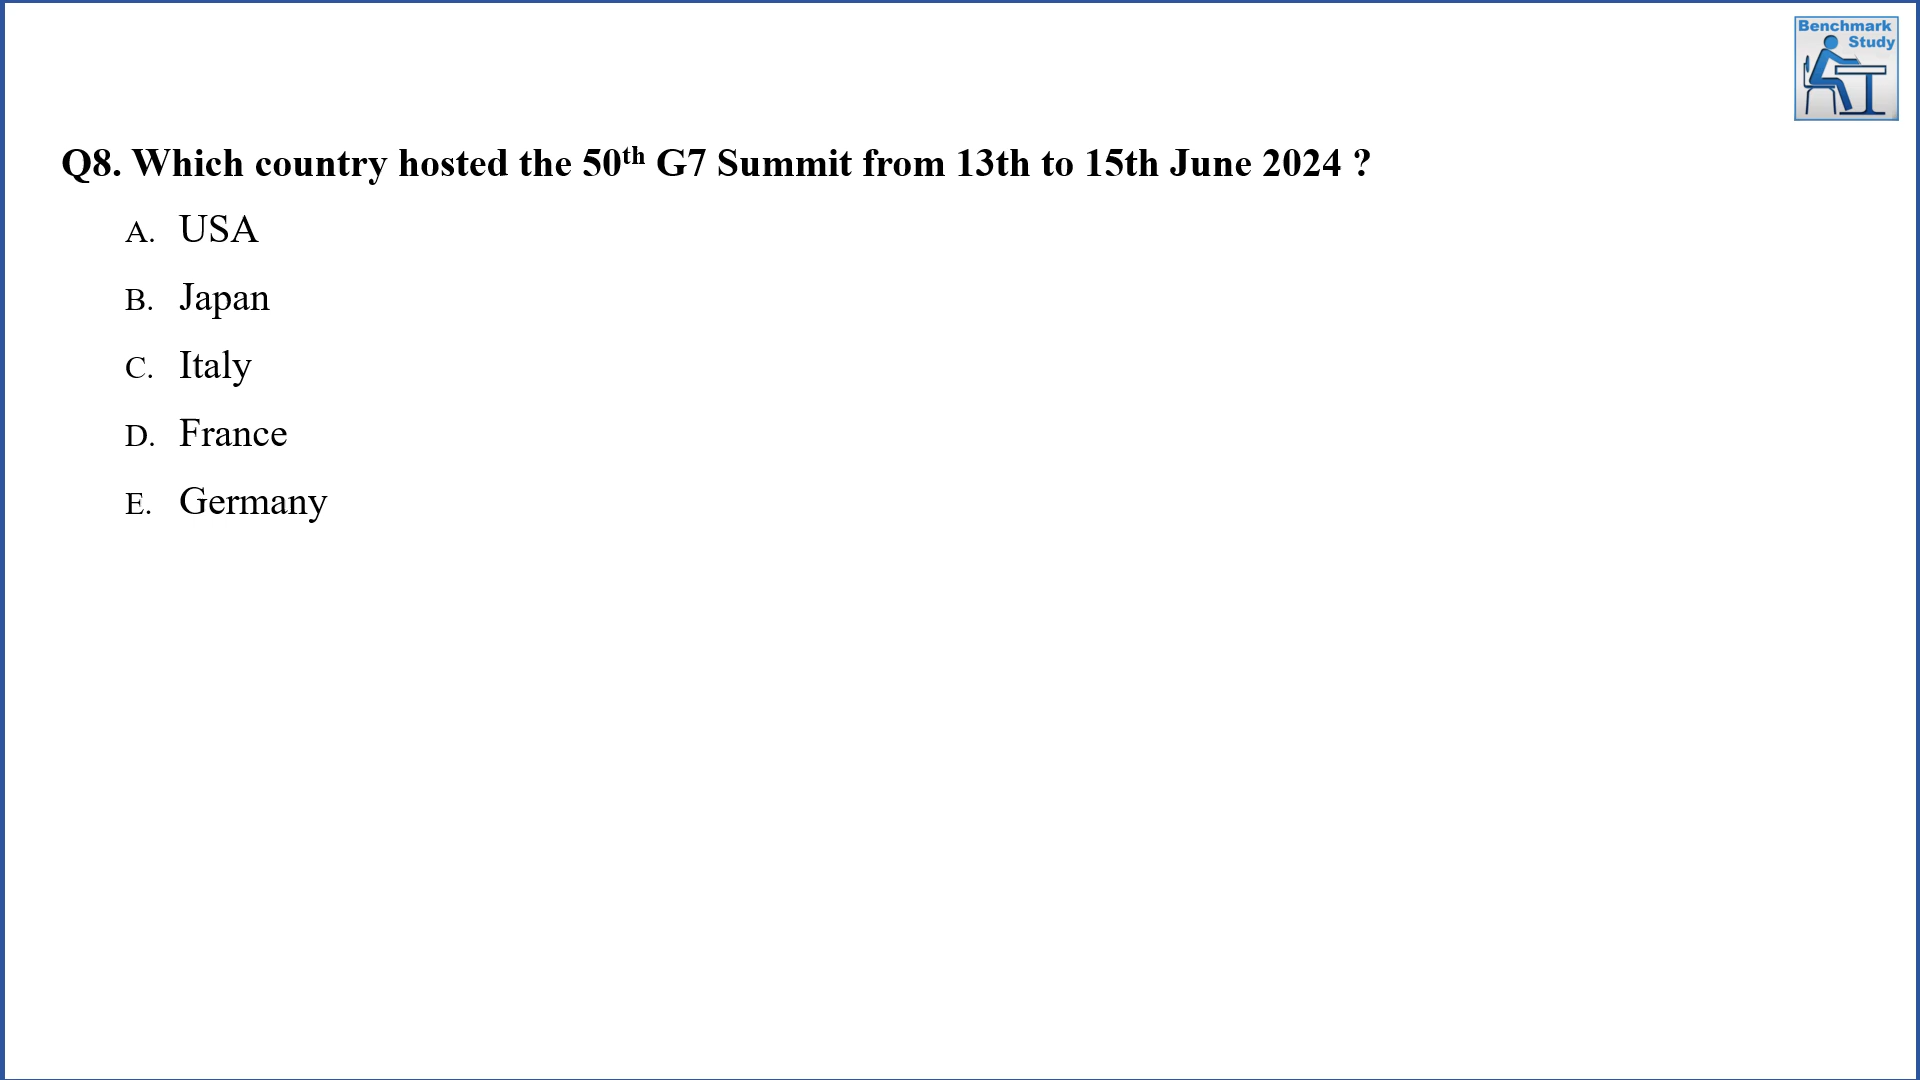 Benchmark
Study
Q8. Which country hosted the 50th G7 Summit from 13th to 15th June 2024 ?
A. USA
B. Japan
C. Italy
D. France
E. Germany